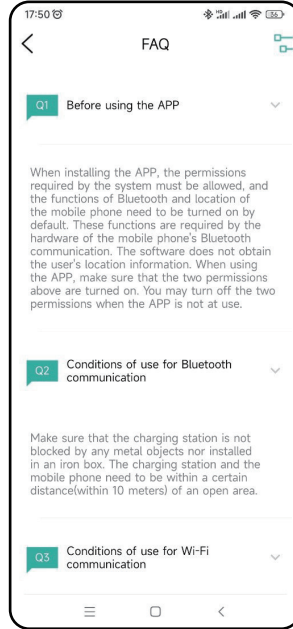 17:50
36
FAQ
Q1 Before using the APP
When installing the APP, the permissions
required by the system must be allowed, and
the functions of Bluetooth and location of
the mobile phone need to be turned on by
default. These functions are required by the
hardware of the mobile phone's Bluetooth
communication. The software does not obtain
the user's location information. When using
the APP, make sure that the two permissions
above are turned on. You may turn off the two
permissions when the APP is not at use.
Q2 Conditions of use for Bluetooth
communication
Make sure that the charging station is not
blocked by any metal objects nor installed
in an iron box. The charging station and the
mobile phone need to be within a certain
distance(within 10 meters) of an open area.
Q3 Conditions of use for Wi-Fi
communication